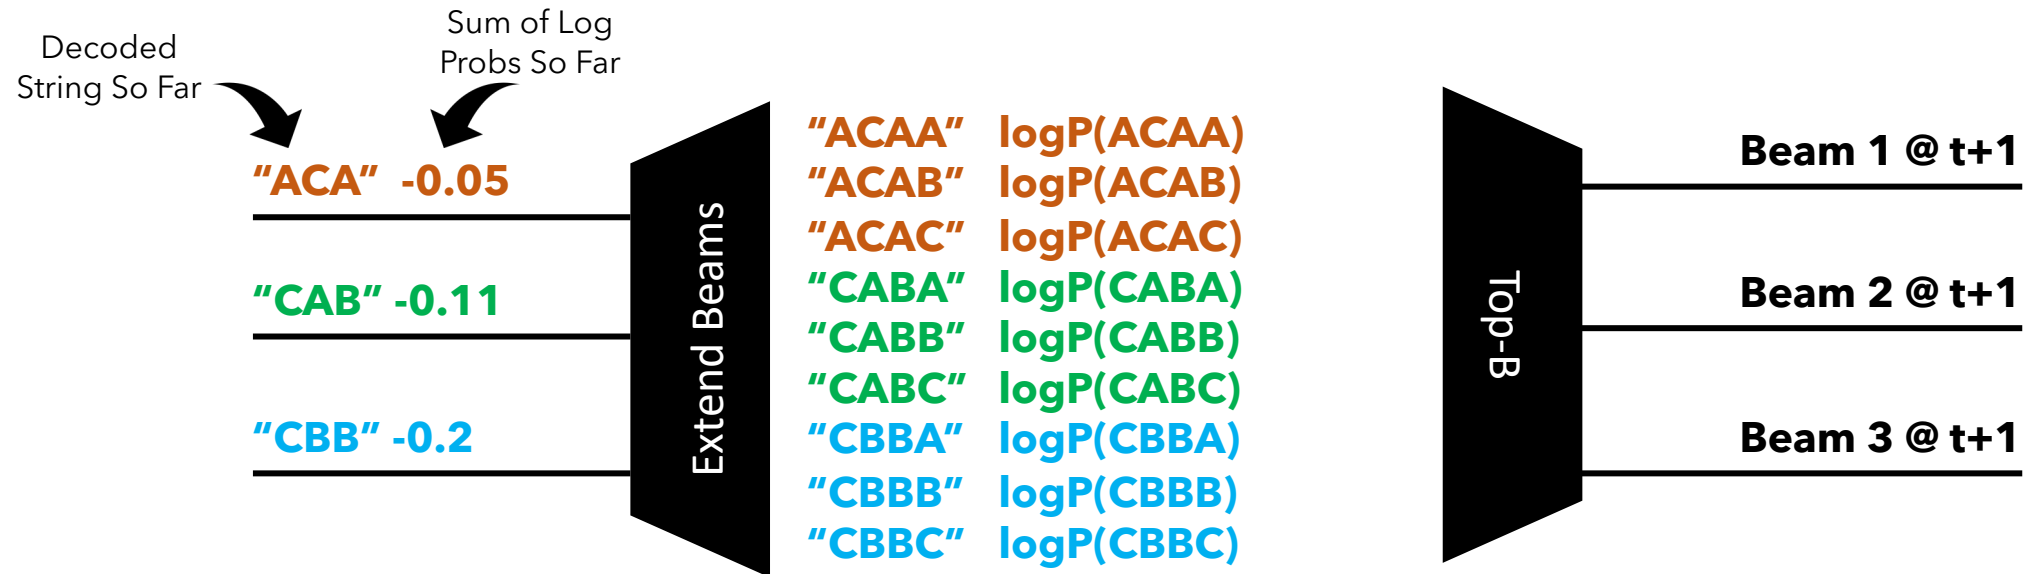 Decoded
String So Far
Sum of Log
Probs So Far
“ACA” -0.05
“CAB” -0.11
“CBB” -0.2
Extend Beams
“ACAA” logP(ACAA)
“ACAB” logP(ACAB)
“ACAC” logP(ACAC)
“CABA” logP(CABA)
“CABB” logP(CABB)
“CABC” logP(CABC)
“CBBA” logP(CBBA)
“CBBB” logP(CBBB)
“CBBC” logP(CBBC)
Top-B
Beam 1 @ t+1
Beam 2 @ t+1
Beam 3 @ t+1